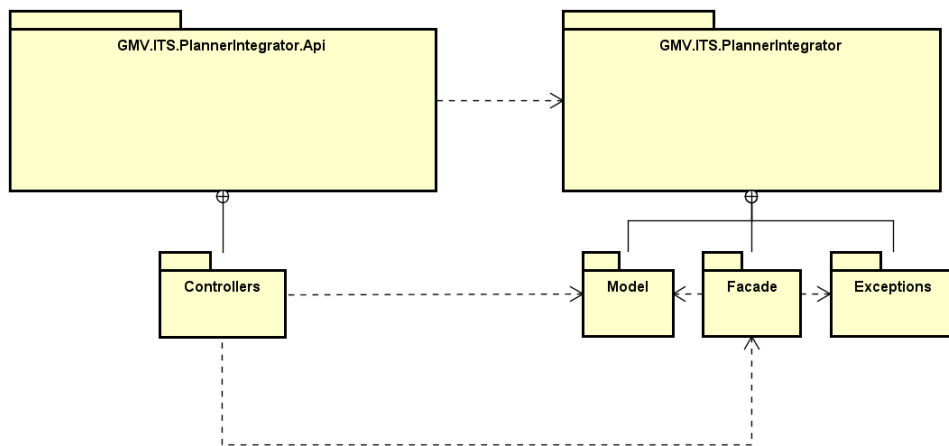 GMV.ITS.PlannerIntegrator.Api
GMV.ITS.PlannerIntegrator
Controllers
Model
Facade
Exceptions